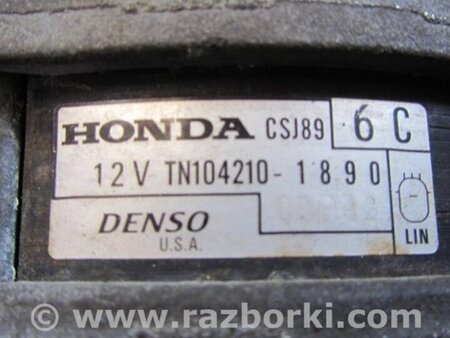 HONDA CSJ89 6C
12V TN104210-1890
DENSO
U.S.A.
LIN
© www.razborki.com